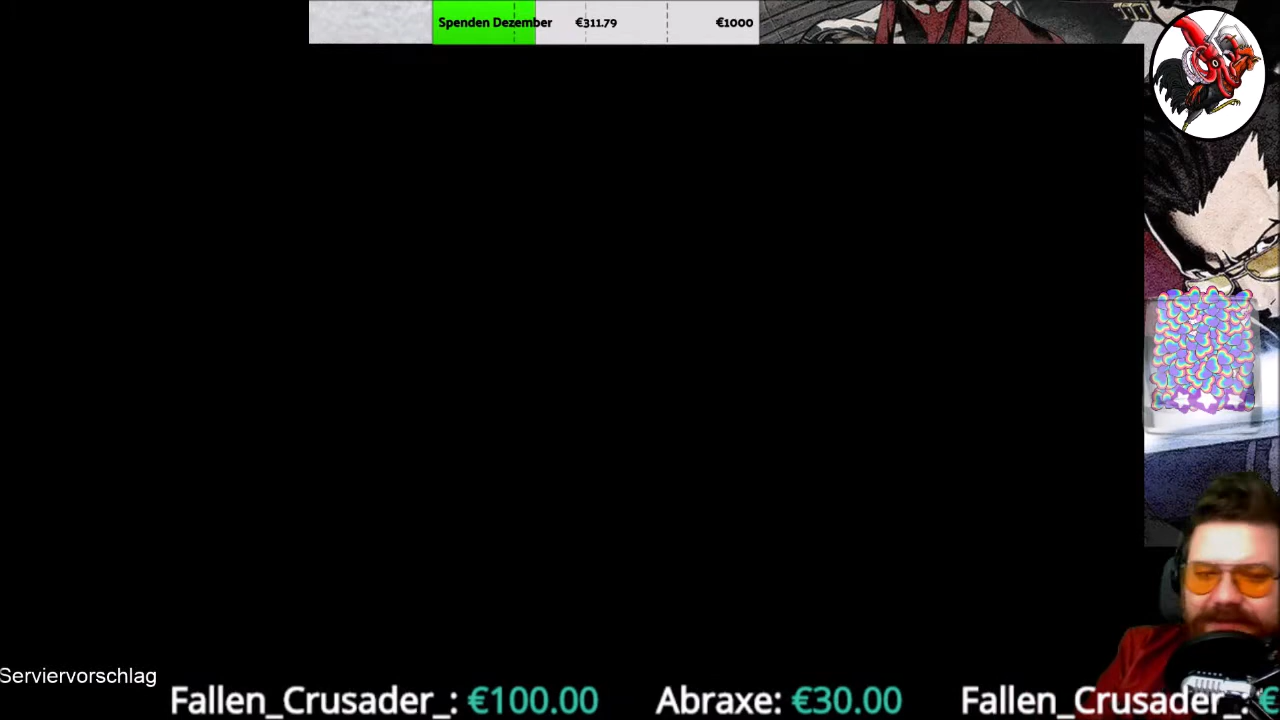 Spenden Dezember €311.79 €1000
Serviervorschlag
Fallen_Crusader_: €100.00 Abraxe: €30.00 Fallen_Crusader_: €